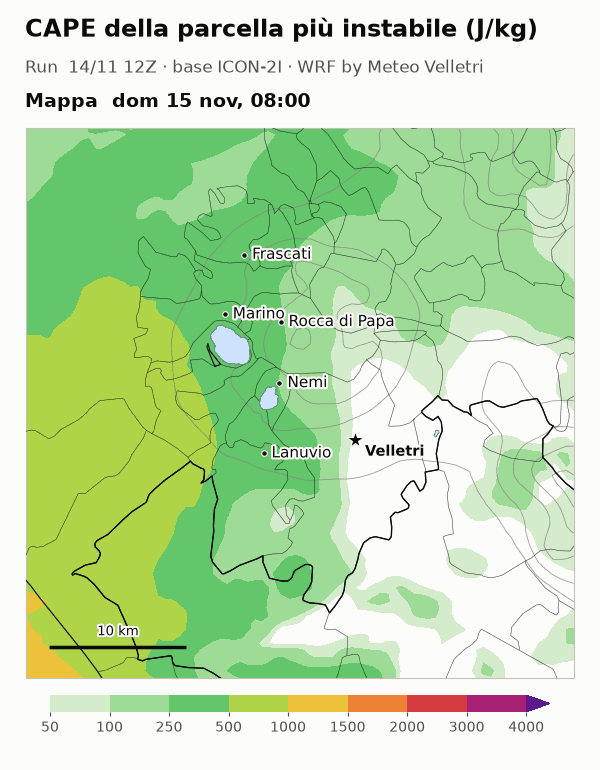 CAPE della parcella più instabile (J/kg)
Run  14/11 12Z · base ICON-2I · WRF by Meteo Velletri
Mappa  dom 15 nov, 08:00
Frascati
Marino
Rocca di Papa
Nemi
Velletri
Lanuvio
10 km
50 100 250 500 1000 1500 2000 3000 4000